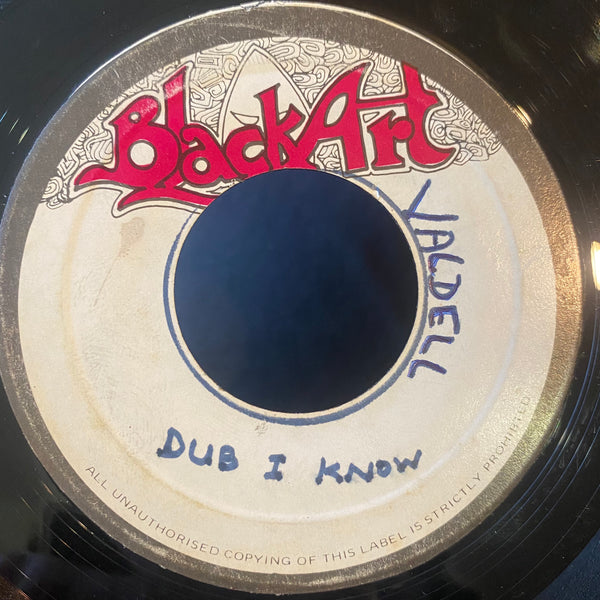 BlackArt
VALDELL
DUB I KNOW
ALL UNAUTHORISED COPYING OF THIS LABEL IS STRICTLY PROHIBITED